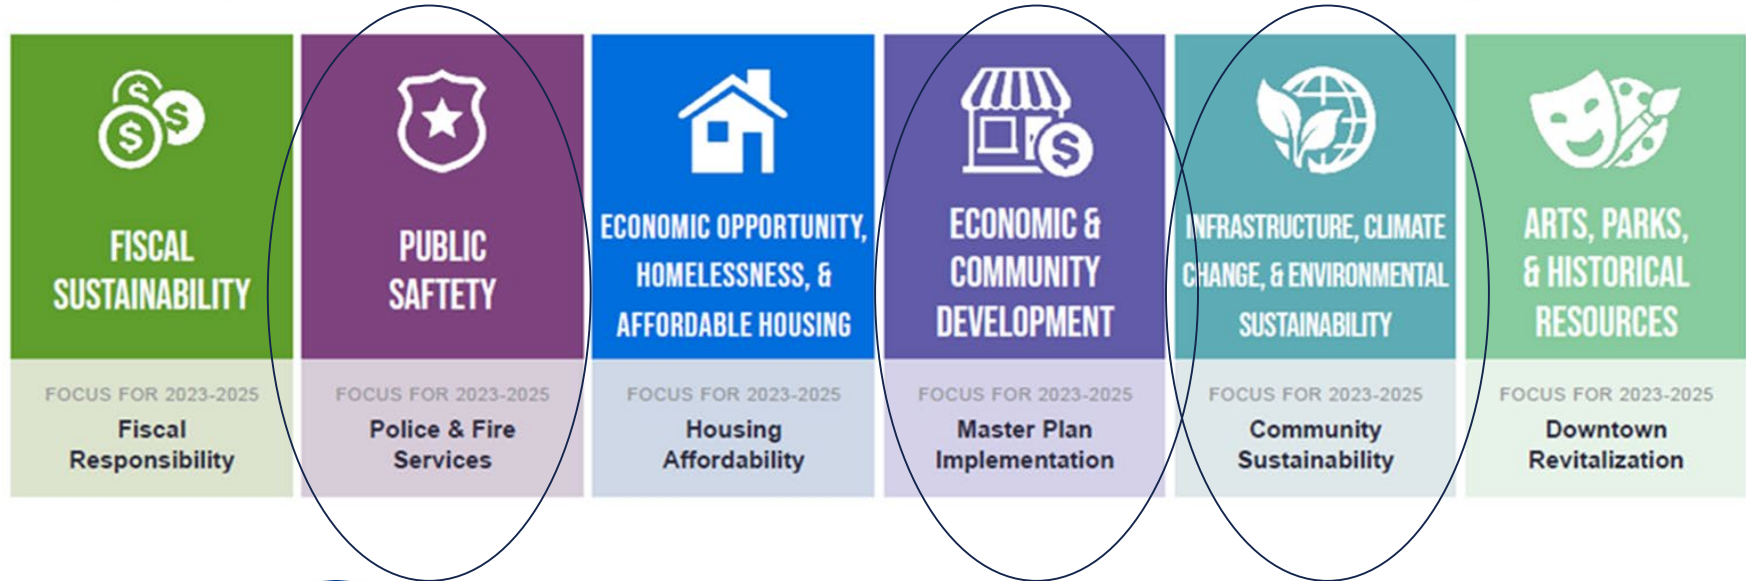 FISCAL
SUSTAINABILITY
FOCUS FOR 2023-2025
Fiscal
Responsibility
PUBLIC
SAFTETY
FOCUS FOR 2023-2025
Police & Fire
Services
ECONOMIC OPPORTUNITY,
HOMELESSNESS, &
AFFORDABLE HOUSING
FOCUS FOR 2023-2025
Housing
Affordability
ECONOMIC &
COMMUNITY
DEVELOPMENT
FOCUS FOR 2023-2025
Master Plan
Implementation
INFRASTRUCTURE, CLIMATE
CHANGE, & ENVIRONMENTAL
SUSTAINABILITY
FOCUS FOR 2023-2025
Community
Sustainability
ARTS, PARKS,
& HISTORICAL
RESOURCES
FOCUS FOR 2023-2025
Downtown
Revitalization